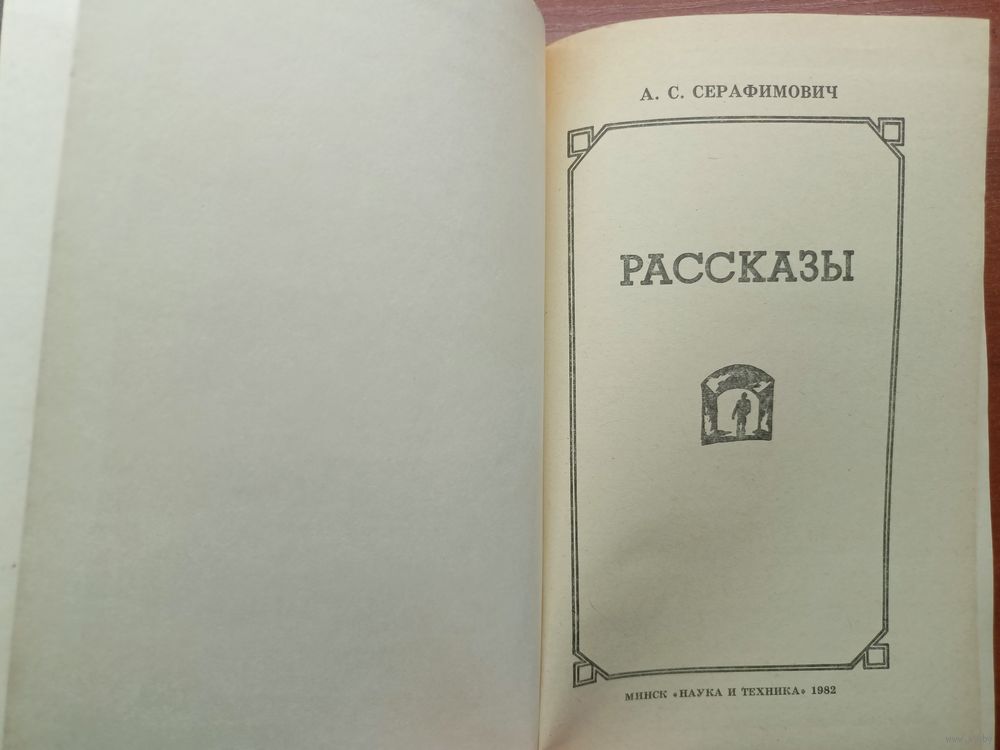 А. С. СЕРАФИМОВИЧ
РАССКАЗЫ
МИНСК «НАУКА И ТЕХНИКА» 1982